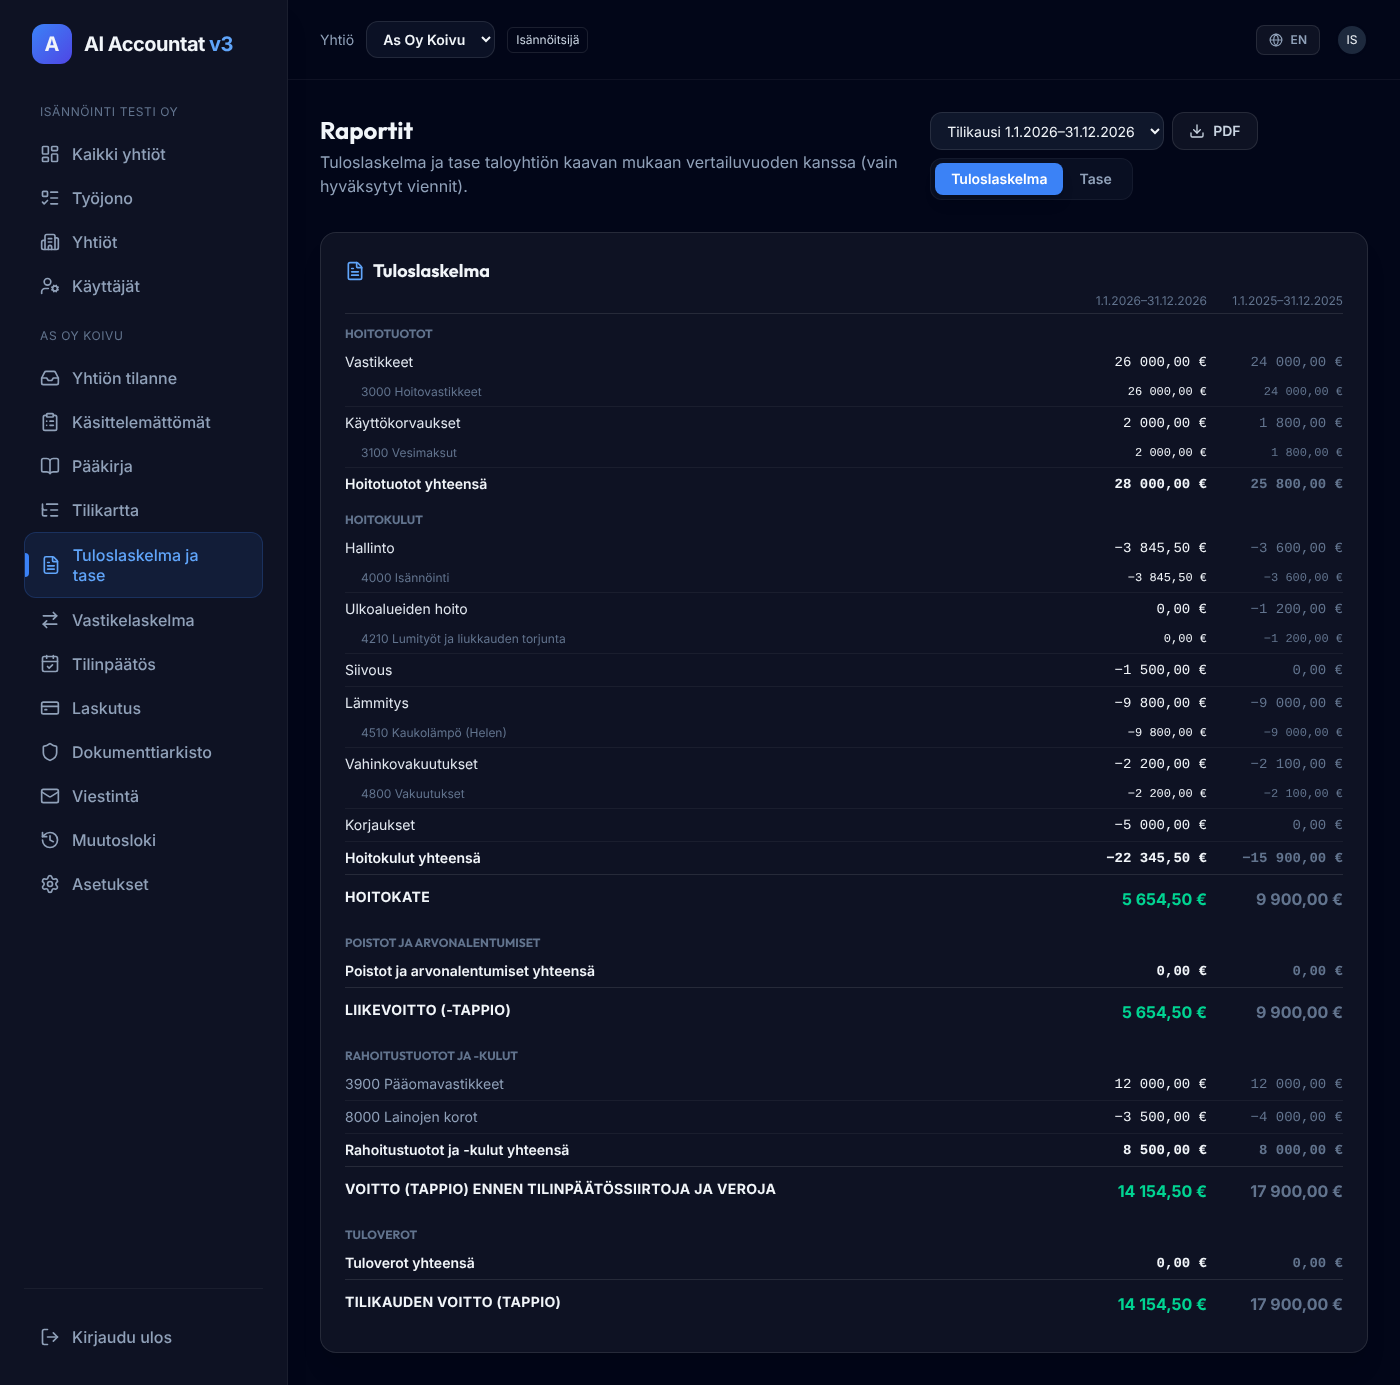 A
AI Accountat v3
ISÄNNÖINTI TESTI OY
Kaikki yhtiöt
Työjono
Yhtiöt
Käyttäjät
AS OY KOIVU
Yhtiön tilanne
Käsittelemättömät
Pääkirja
Tilikartta
Tuloslaskelma ja
tase
Vastikelaskelma
Tilinpäätös
Laskutus
Dokumenttiarkisto
Viestintä
Muutosloki
Asetukset
Kirjaudu ulos
Yhtiö
As Oy Koivu
Isännöitsijä
EN
IS
Raportit
Tuloslaskelma ja tase taloyhtiön kaavan mukaan vertailuvuoden kanssa (vain
hyväksytyt viennit).
Tilikausi 1.1.2026–31.12.2026
PDF
Tuloslaskelma
Tase
Tuloslaskelma
1.1.2026–31.12.2026 1.1.2025–31.12.2025
HOITOTUOTOT
Vastikkeet 26 000,00 € 24 000,00 €
3000 Hoitovastikkeet 26 000,00 € 24 000,00 €
Käyttökorvaukset 2 000,00 € 1 800,00 €
3100 Vesimaksut 2 000,00 € 1 800,00 €
Hoitotuotot yhteensä 28 000,00 € 25 800,00 €
HOITOKULUT
Hallinto −3 845,50 € −3 600,00 €
4000 Isännöinti −3 845,50 € −3 600,00 €
Ulkoalueiden hoito 0,00 € −1 200,00 €
4210 Lumityöt ja liukkauden torjunta 0,00 € −1 200,00 €
Siivous −1 500,00 € 0,00 €
Lämmitys −9 800,00 € −9 000,00 €
4510 Kaukolämpö (Helen) −9 800,00 € −9 000,00 €
Vahinkovakuutukset −2 200,00 € −2 100,00 €
4800 Vakuutukset −2 200,00 € −2 100,00 €
Korjaukset −5 000,00 € 0,00 €
Hoitokulut yhteensä −22 345,50 € −15 900,00 €
HOITOKATE 5 654,50 € 9 900,00 €
POISTOT JA ARVONALENTUMISET
Poistot ja arvonalentumiset yhteensä 0,00 € 0,00 €
LIIKEVOITTO (-TAPPIO) 5 654,50 € 9 900,00 €
RAHOITUSTUOTOT JA -KULUT
3900 Pääomavastikkeet 12 000,00 € 12 000,00 €
8000 Lainojen korot −3 500,00 € −4 000,00 €
Rahoitustuotot ja -kulut yhteensä 8 500,00 € 8 000,00 €
VOITTO (TAPPIO) ENNEN TILINPÄÄTÖSSIIRTOJA JA VEROJA 14 154,50 € 17 900,00 €
TULOVEROT
Tuloverot yhteensä 0,00 € 0,00 €
TILIKAUDEN VOITTO (TAPPIO) 14 154,50 € 17 900,00 €